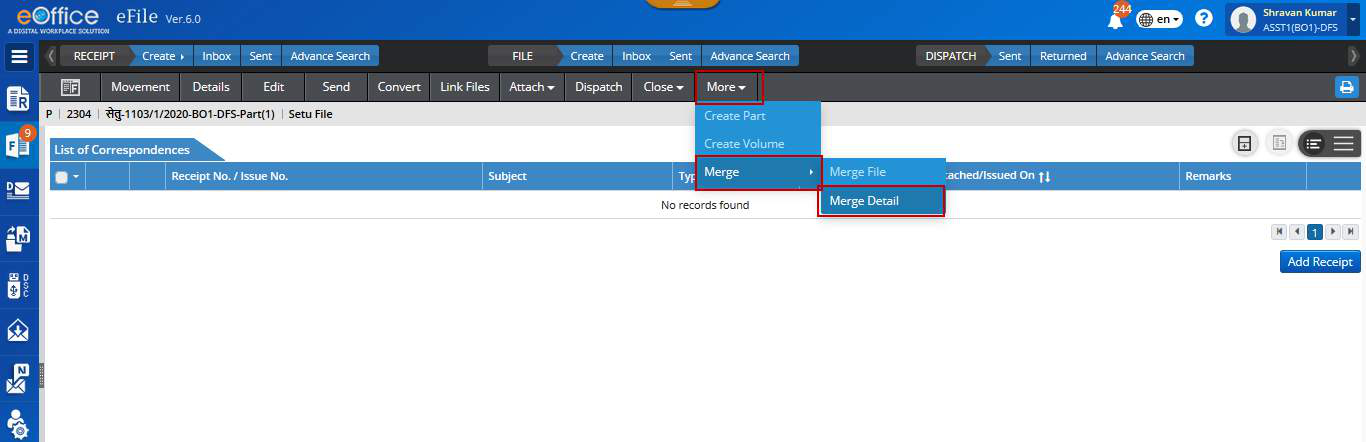 eOffice eFile Ver.6.0
A DIGITAL WORKPLACE SOLUTION
244
en
?
Shravan Kumar
ASST1(BO1)-DFS
RECEIPT Create Inbox Sent Advance Search
FILE Create Inbox Sent Advance Search
DISPATCH Sent Returned Advance Search
Movement Details Edit Send Convert Link Files Attach Dispatch Close More
P | 2304 | सेतु-1103/1/2020-BO1-DFS-Part(1) | Setu File
Create Part
Create Volume
Merge
Merge File
Merge Detail
List of Correspondences
Receipt No. / Issue No. Subject Typ tached/Issued On Remarks
No records found
1
Add Receipt
R
F 9
D
M
DSC
N